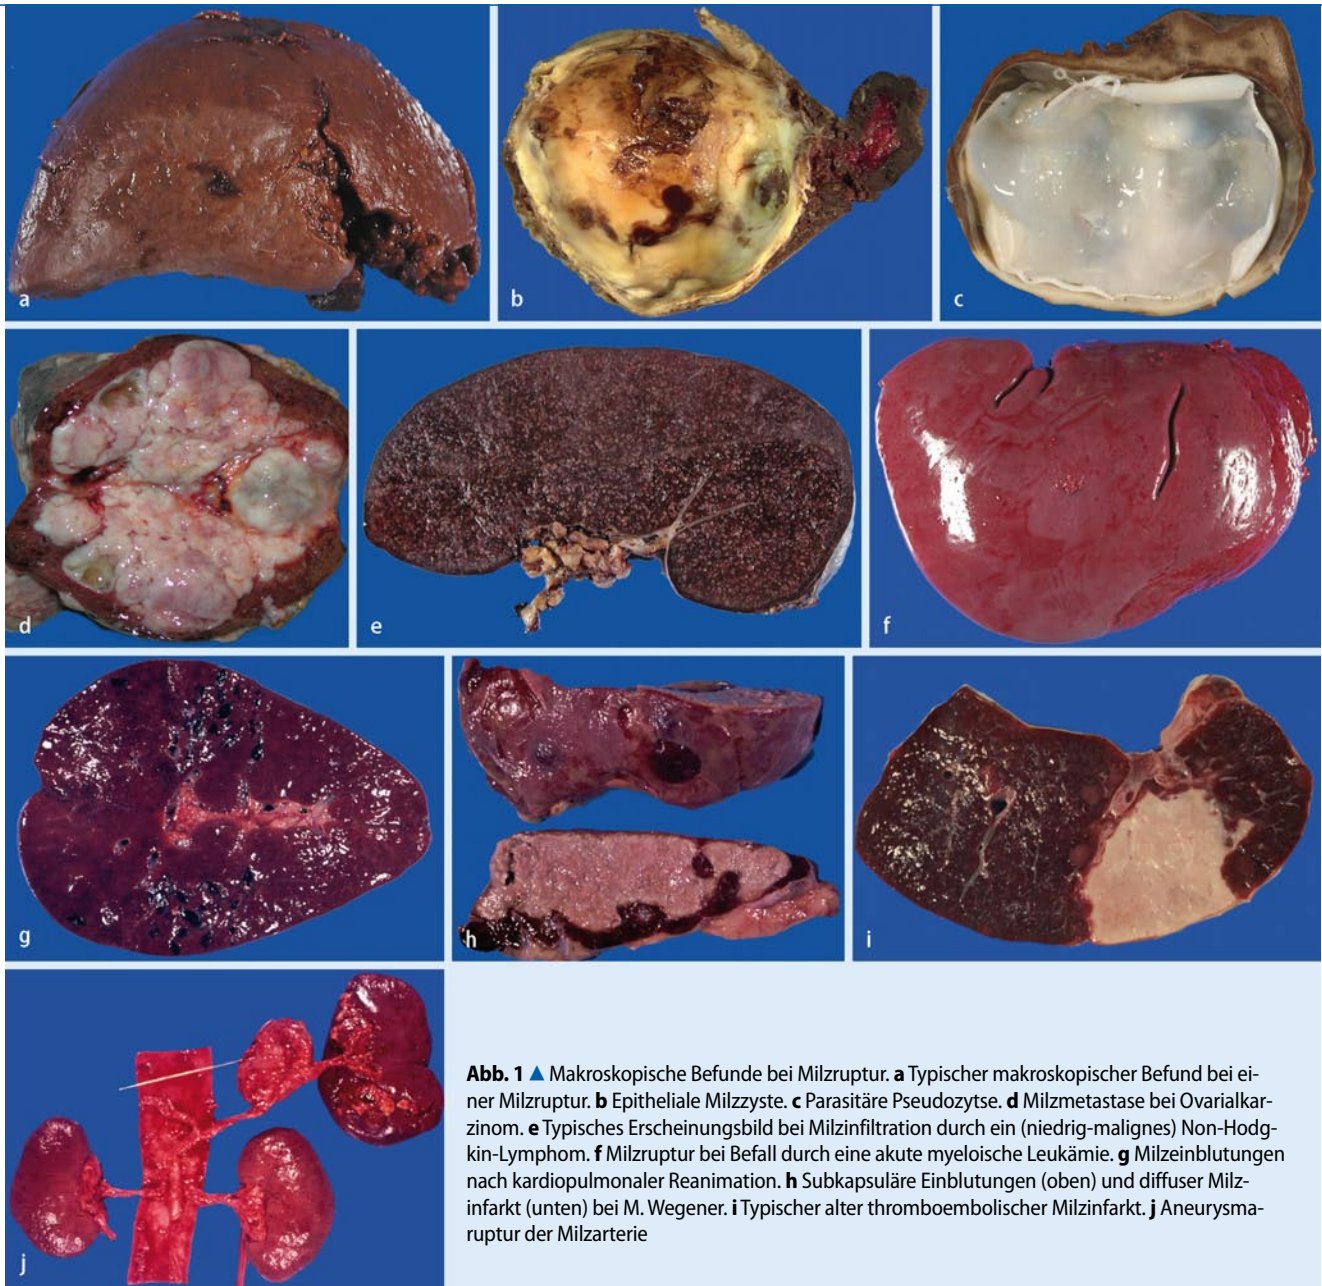 a
b
c
d
e
f
g
h
i
j
Abb. 1 ▲ Makroskopische Befunde bei Milzruptur. a Typischer makroskopischer Befund bei ei-
ner Milzruptur. b Epitheliale Milzzyste. c Parasitäre Pseudozytse. d Milzmetastase bei Ovarialkar-
zinom. e Typisches Erscheinungsbild bei Milzinfiltration durch ein (niedrig-malignes) Non-Hodg-
kin-Lymphom. f Milzruptur bei Befall durch eine akute myeloische Leukämie. g Milzeinblutungen
nach kardiopulmonaler Reanimation. h Subkapsuläre Einblutungen (oben) und diffuser Milz-
infarkt (unten) bei M. Wegener. i Typischer alter thromboembolischer Milzinfarkt. j Aneurysma-
ruptur der Milzarterie